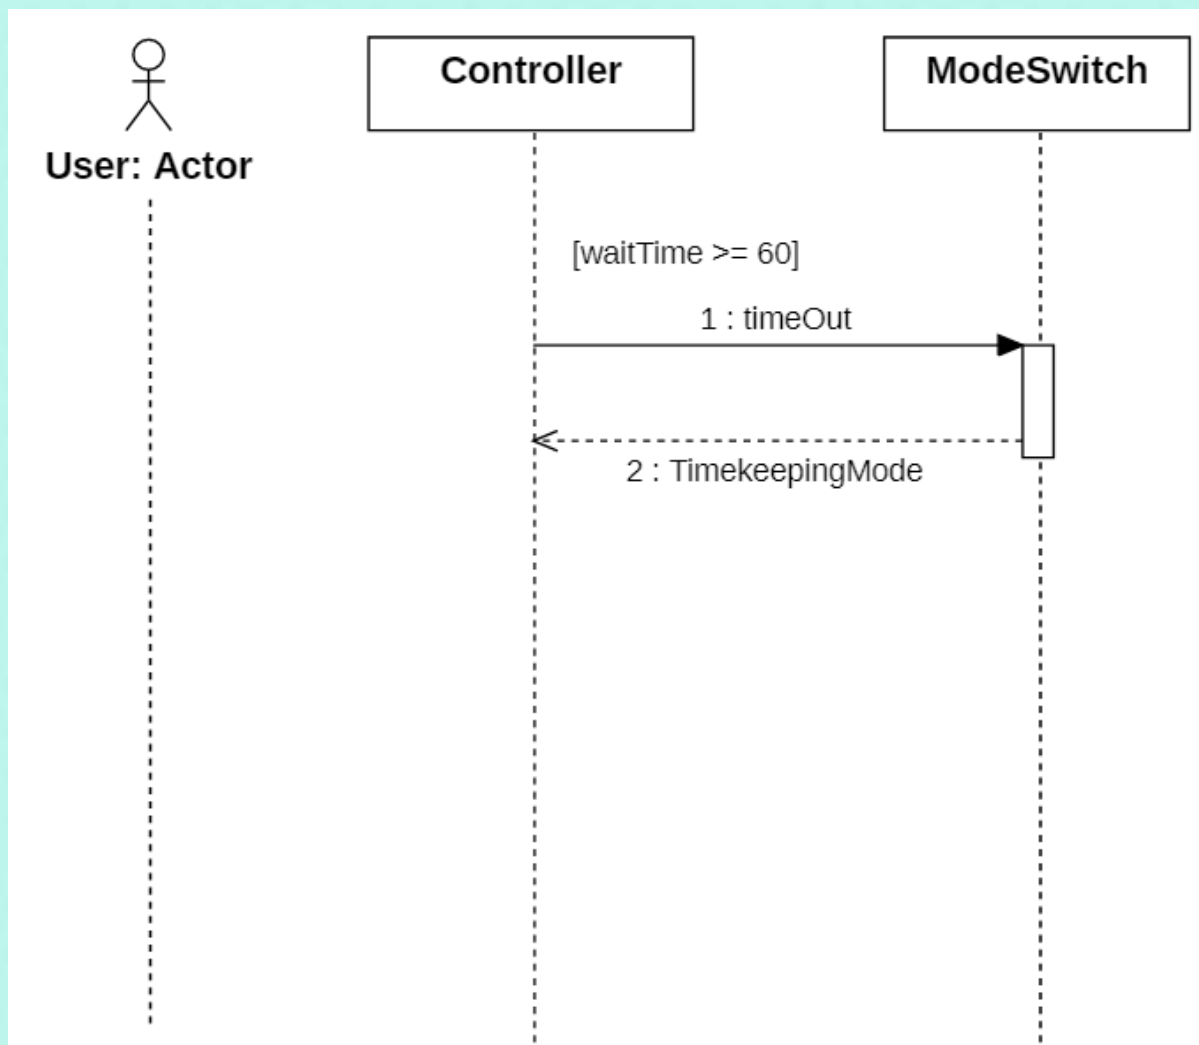 Controller
ModeSwitch
User: Actor
[waitTime >= 60]
1 : timeOut
2 : TimekeepingMode